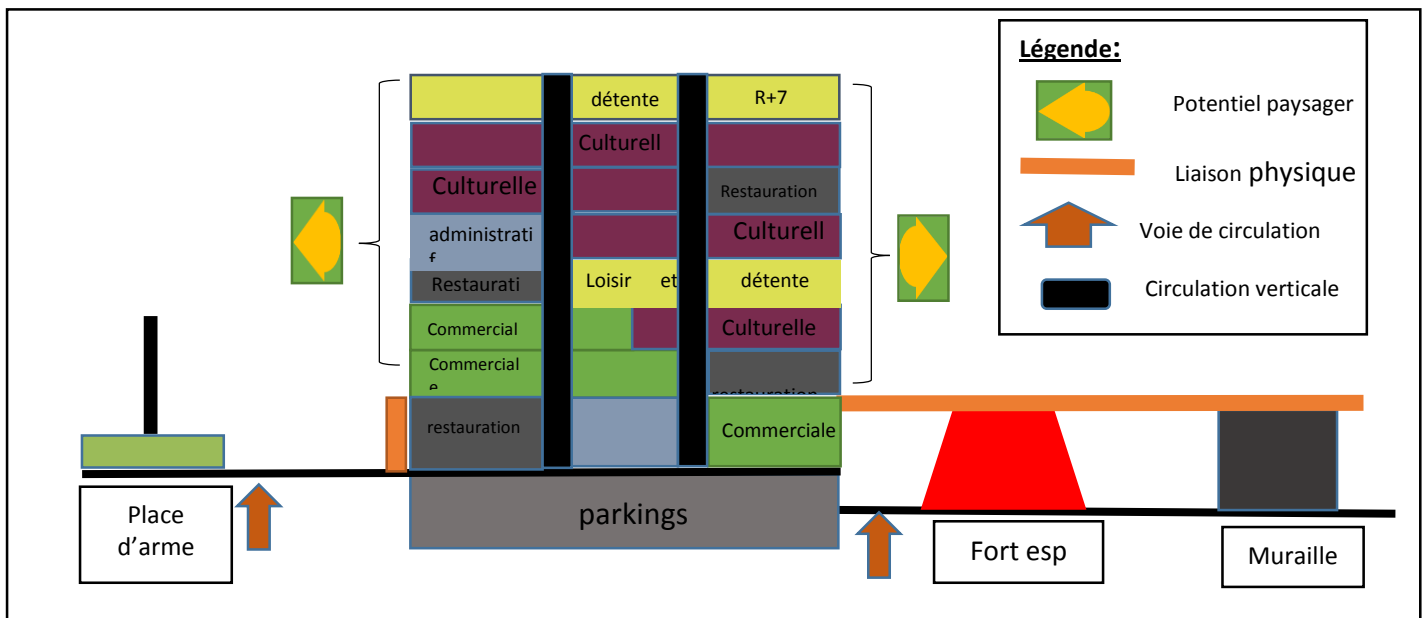 Légende:
Potentiel paysager
Liaison physique
Voie de circulation
Circulation verticale
détente
R+7
Culturell
Culturelle
Restauration
administrati
f
Culturell
Restaurati
Loisir et
détente
Commercial
Culturelle
Commercial
e
restauration
restauration
Commerciale
parkings
Place
d’arme
Fort esp
Muraille